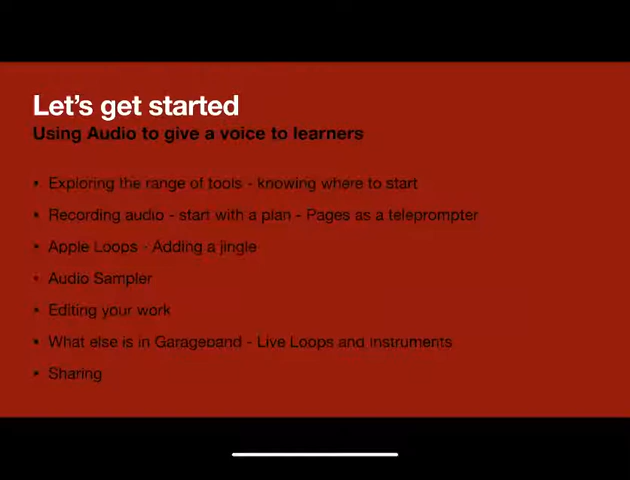 Let's get started
Using Audio to give a voice to learners
• Exploring the range of tools - knowing where to start
• Recording audio - start with a plan - Pages as a teleprompter
• Apple Loops - Adding a jingle
• Audio Sampler
• Editing your work
• What else is in Garageband - Live Loops and instruments
• Sharing